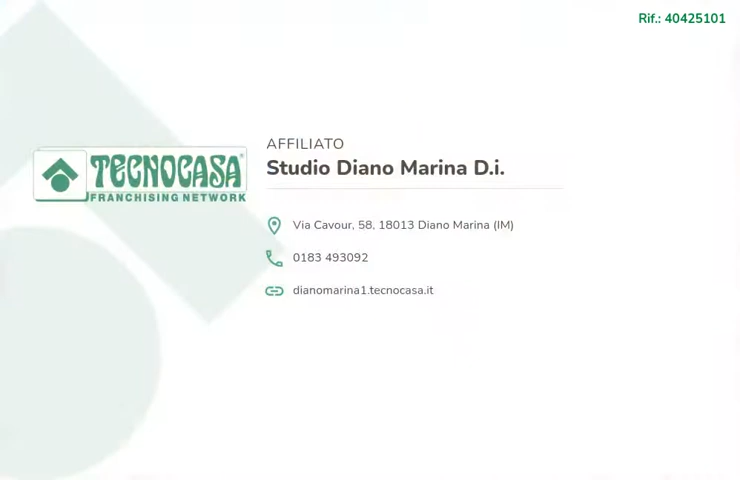 Rif.: 40425101
AFFILIATO
Studio Diano Marina D.i.
TECNOCASA®
FRANCHISING NETWORK
Via Cavour, 58, 18013 Diano Marina (IM)
0183 493092
dianomarina1.tecnocasa.it